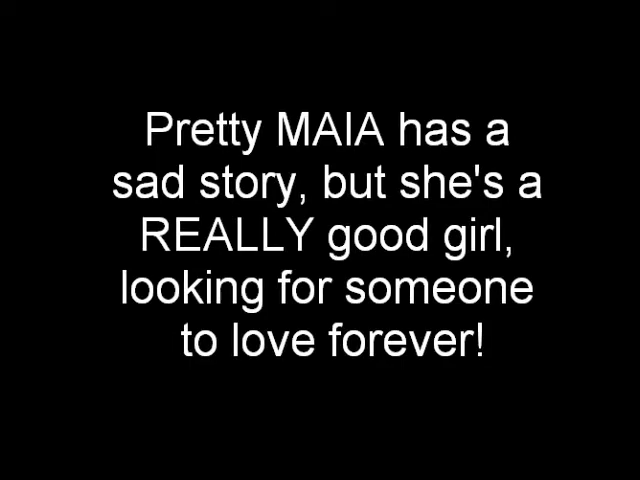 Pretty MAIA has a
sad story, but she's a
REALLY good girl,
looking for someone
to love forever!